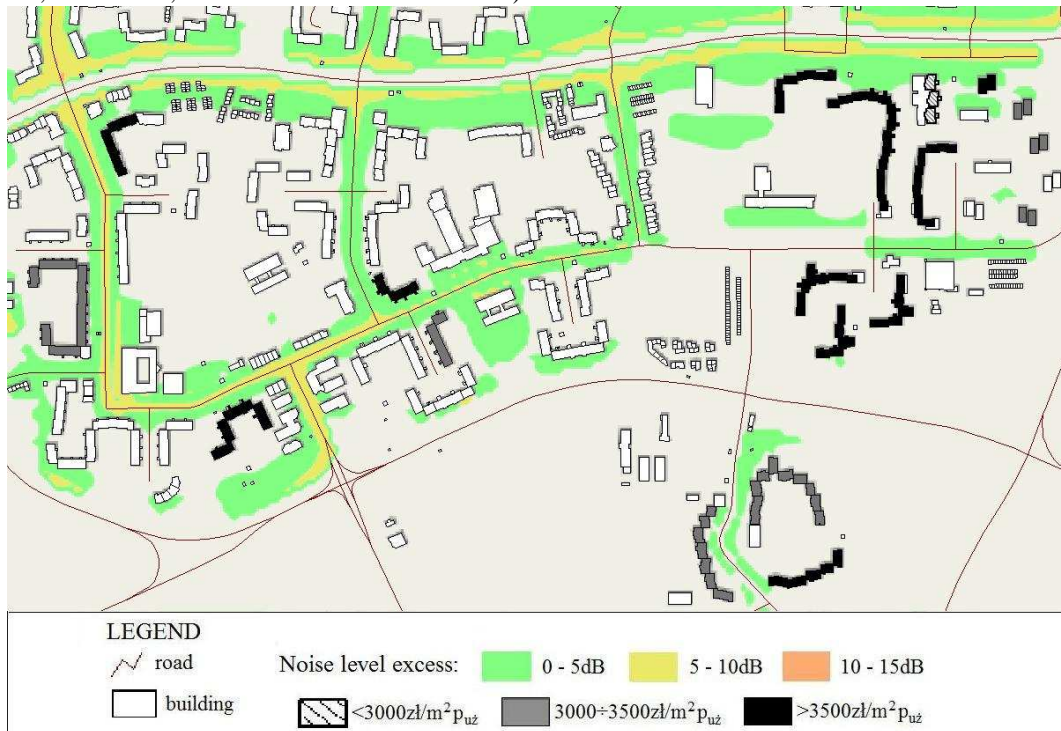 LEGEND
road
building
Noise level excess:
0 - 5dB
5 - 10dB
10 - 15dB
<3000zł/m²puż
3000÷3500zł/m²puż
>3500zł/m²puż